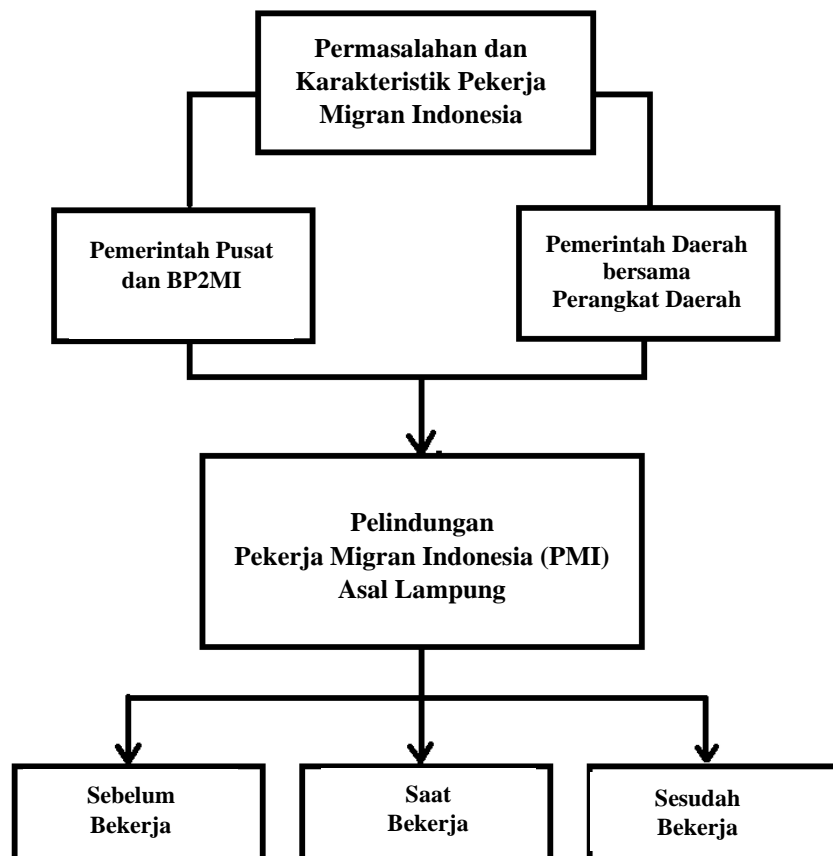 Permasalahan dan
Karakteristik Pekerja
Migran Indonesia
Pemerintah Pusat
dan BP2MI
Pemerintah Daerah
bersama
Perangkat Daerah
Pelindungan
Pekerja Migran Indonesia (PMI)
Asal Lampung
Sebelum
Bekerja
Saat
Bekerja
Sesudah
Bekerja